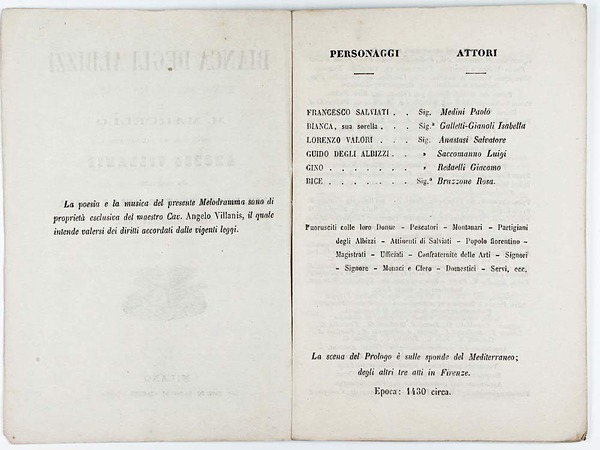 La poesia e la musica del presente Melodramma sono di
proprietà esclusiva del maestro Cav. Angelo Villanis, il quale
intende valersi dei diritti accordati dalle vigenti leggi.
PERSONAGGI ATTORI
FRANCESCO SALVIATI . . Sig. Medini Paolo
BIANCA, sua sorella . . . Sig.ª Galletti-Gianoli Isabella
LORENZO VALORI . . . Sig. Anastasi Salvatore
GUIDO DEGLI ALBIZZI . . » Saccomanno Luigi
GINO . . . . . . . » Redaelli Giacomo
BICE . . . . . . . Sig.ª Bruzzone Rosa.
Fuorusciti colle loro Donne – Pescatori – Montanari – Partigiani
degli Albizzi – Attinenti di Salviati – Popolo fiorentino –
Magistrati – Ufficiali – Confraternite delle Arti – Signori
– Signore – Monaci e Clero – Domestici – Servi, ecc.
La scena del Prologo è sulle sponde del Mediterraneo;
degli altri tre atti in Firenze.
Epoca: 1430 circa.